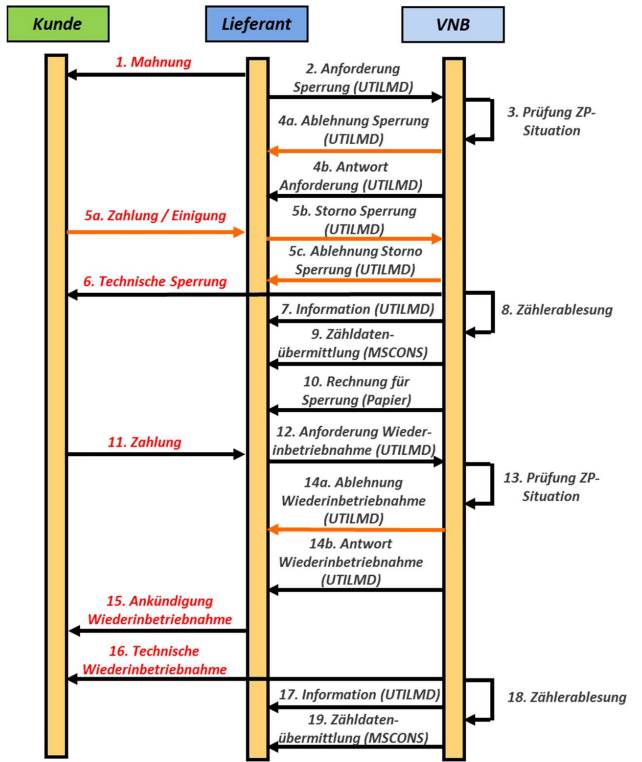 Kunde
Lieferant
VNB
1. Mahnung
2. Anforderung
Sperrung (UTILMD)
3. Prüfung ZP-
Situation
4a. Ablehnung Sperrung
(UTILMD)
4b. Antwort
Anforderung (UTILMD)
5a. Zahlung / Einigung
5b. Storno Sperrung
(UTILMD)
5c. Ablehnung Storno
Sperrung (UTILMD)
6. Technische Sperrung
7. Information (UTILMD)
8. Zählerablesung
9. Zähldaten-
übermittlung (MSCONS)
10. Rechnung für
Sperrung (Papier)
11. Zahlung
12. Anforderung Wieder-
inbetriebnahme (UTILMD)
13. Prüfung ZP-
Situation
14a. Ablehnung
Wiederinbetriebnahme
(UTILMD)
14b. Antwort
Wiederinbetriebnahme
(UTILMD)
15. Ankündigung
Wiederinbetriebnahme
16. Technische
Wiederinbetriebnahme
17. Information (UTILMD)
18. Zählerablesung
19. Zähldaten-
übermittlung (MSCONS)